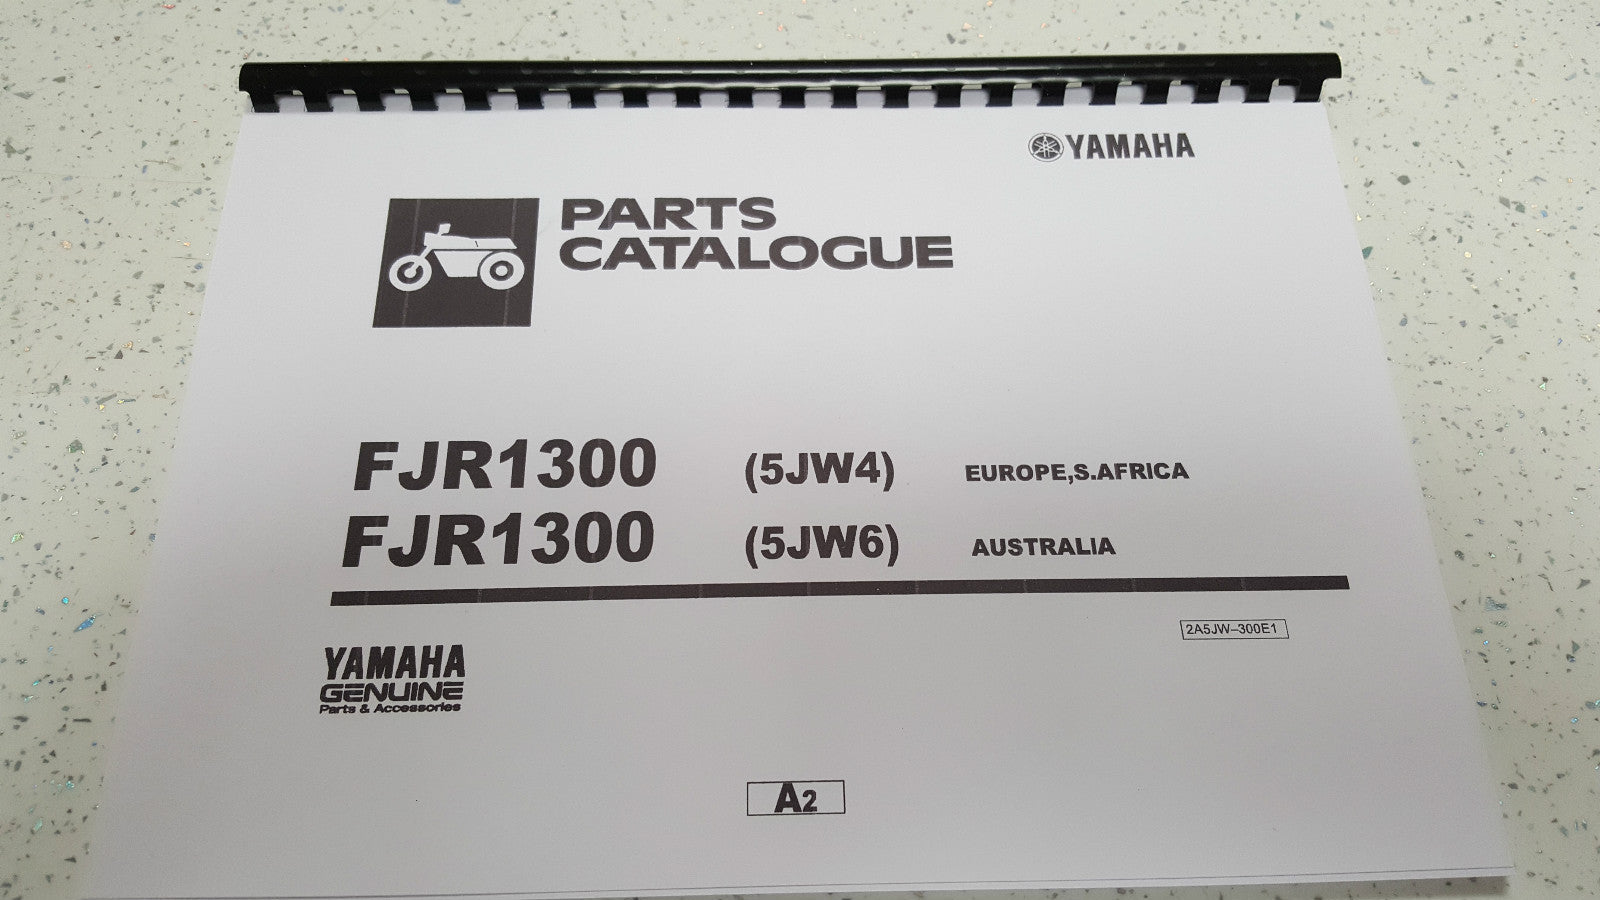 YAMAHA
PARTS
CATALOGUE
FJR1300 (5JW4) EUROPE,S.AFRICA
FJR1300 (5JW6) AUSTRALIA
2A5JW–300E1
YAMAHA
GENUINE
Parts & Accessories
A2